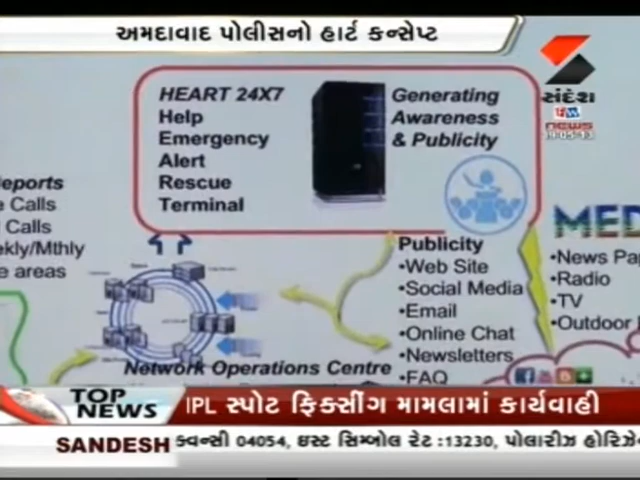 અમદાવાદ પોલીસનો હાર્ટ કન્સેપ્ટ
સંદેશ
NEWS
HEART 24X7
Help
Emergency
Alert
Rescue
Terminal
Generating
Awareness
& Publicity
eports
Calls
Calls
ekly/Mthly
e areas
Publicity
•Web Site
•Social Media
•Email
•Online Chat
•Newsletters
•FAQ
MED
•News Pap
•Radio
•TV
•Outdoor
Network Operations Centre
TOP
NEWS
IPL સ્પોટ ફિક્સીંગ મામલામાં કાર્યવાહી
SANDESH
ક્વન્સી 04054, ઇસ્ટ સિમ્બોલ રેટ :13230, પોલારીઝ હોરિઝે